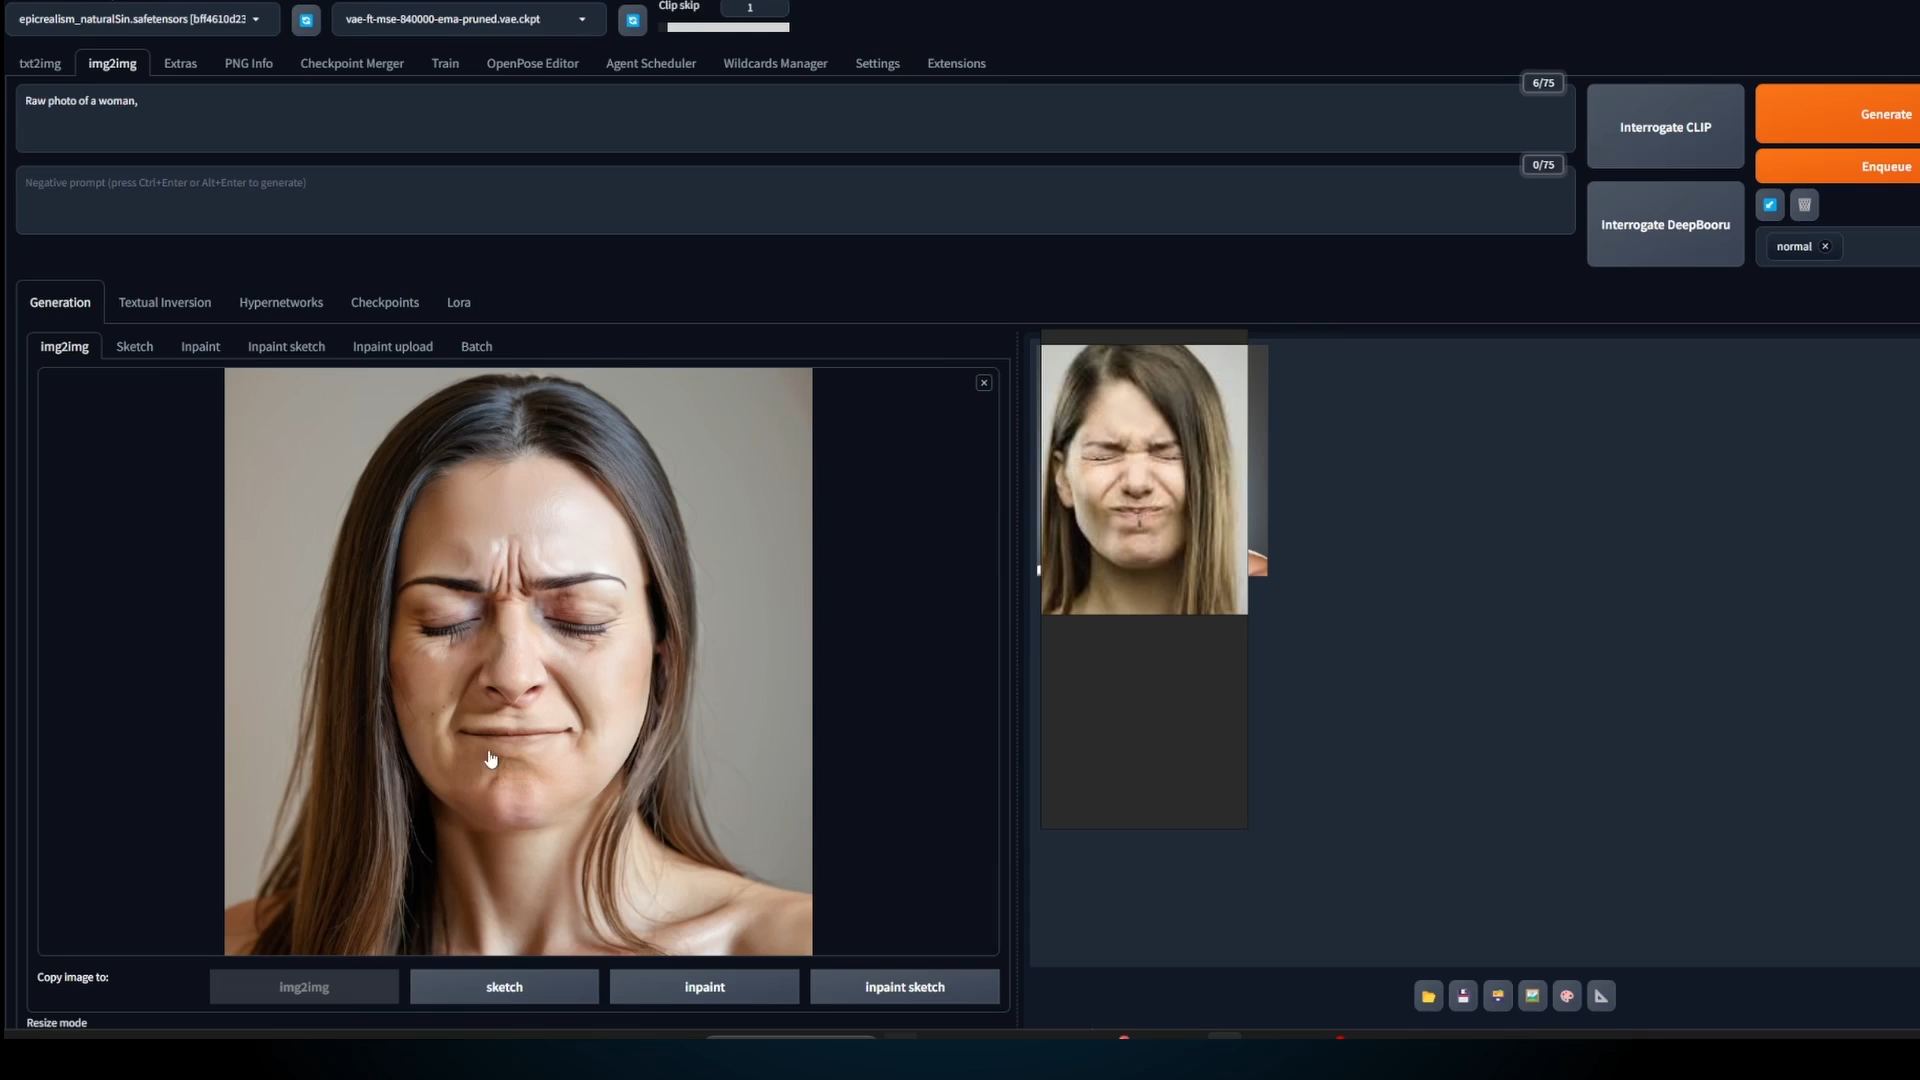 epicrealism_naturalSin.safetensors [bff4610d23
vae-ft-mse-840000-ema-pruned.vae.ckpt
Clip skip
1
txt2img
img2img
Extras
PNG Info
Checkpoint Merger
Train
OpenPose Editor
Agent Scheduler
Wildcards Manager
Settings
Extensions
6/75
Raw photo of a woman,
0/75
Negative prompt (press Ctrl+Enter or Alt+Enter to generate)
Interrogate CLIP
Interrogate DeepBooru
Generate
Enqueue
normal
Generation
Textual Inversion
Hypernetworks
Checkpoints
Lora
img2img
Sketch
Inpaint
Inpaint sketch
Inpaint upload
Batch
Copy image to:
img2img
sketch
inpaint
inpaint sketch
Resize mode